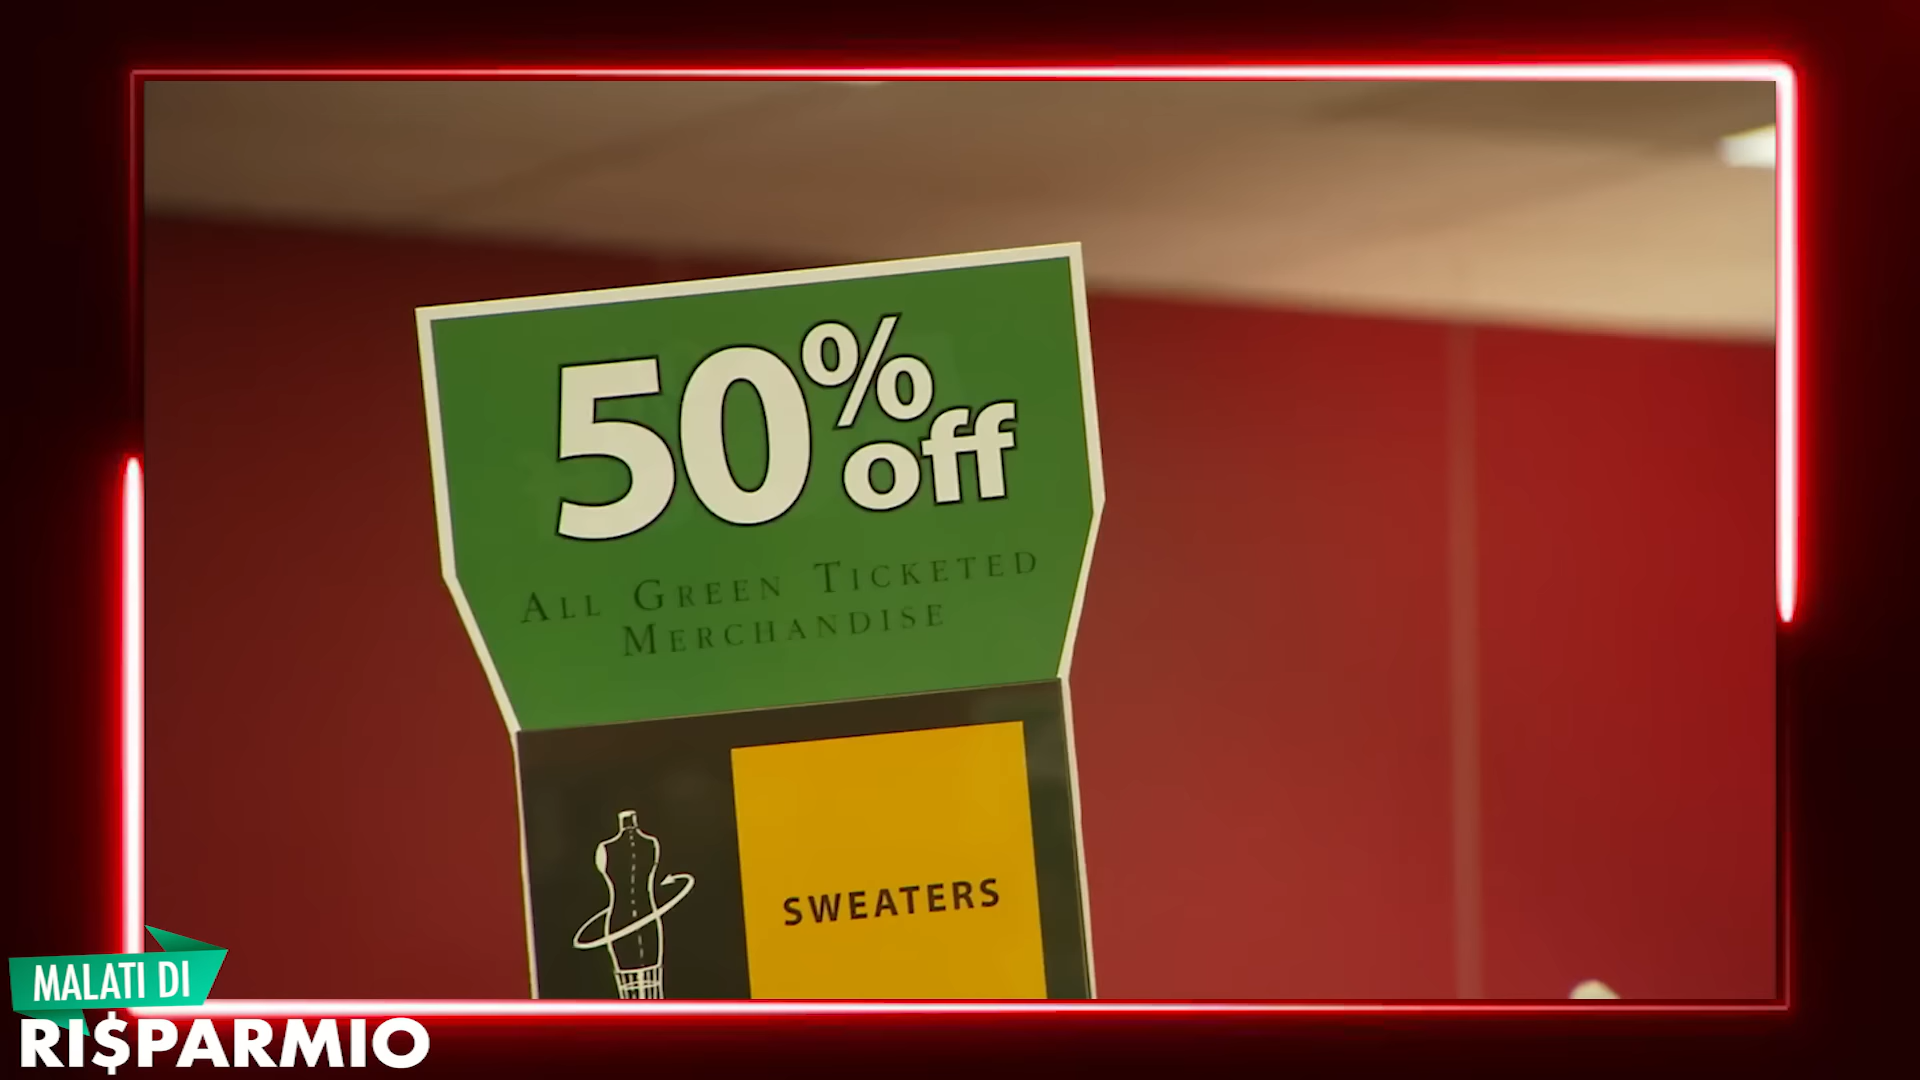 50%
off
ALL GREEN TICKETED
MERCHANDISE
SWEATERS
MALATI DI
RI$PARMIO